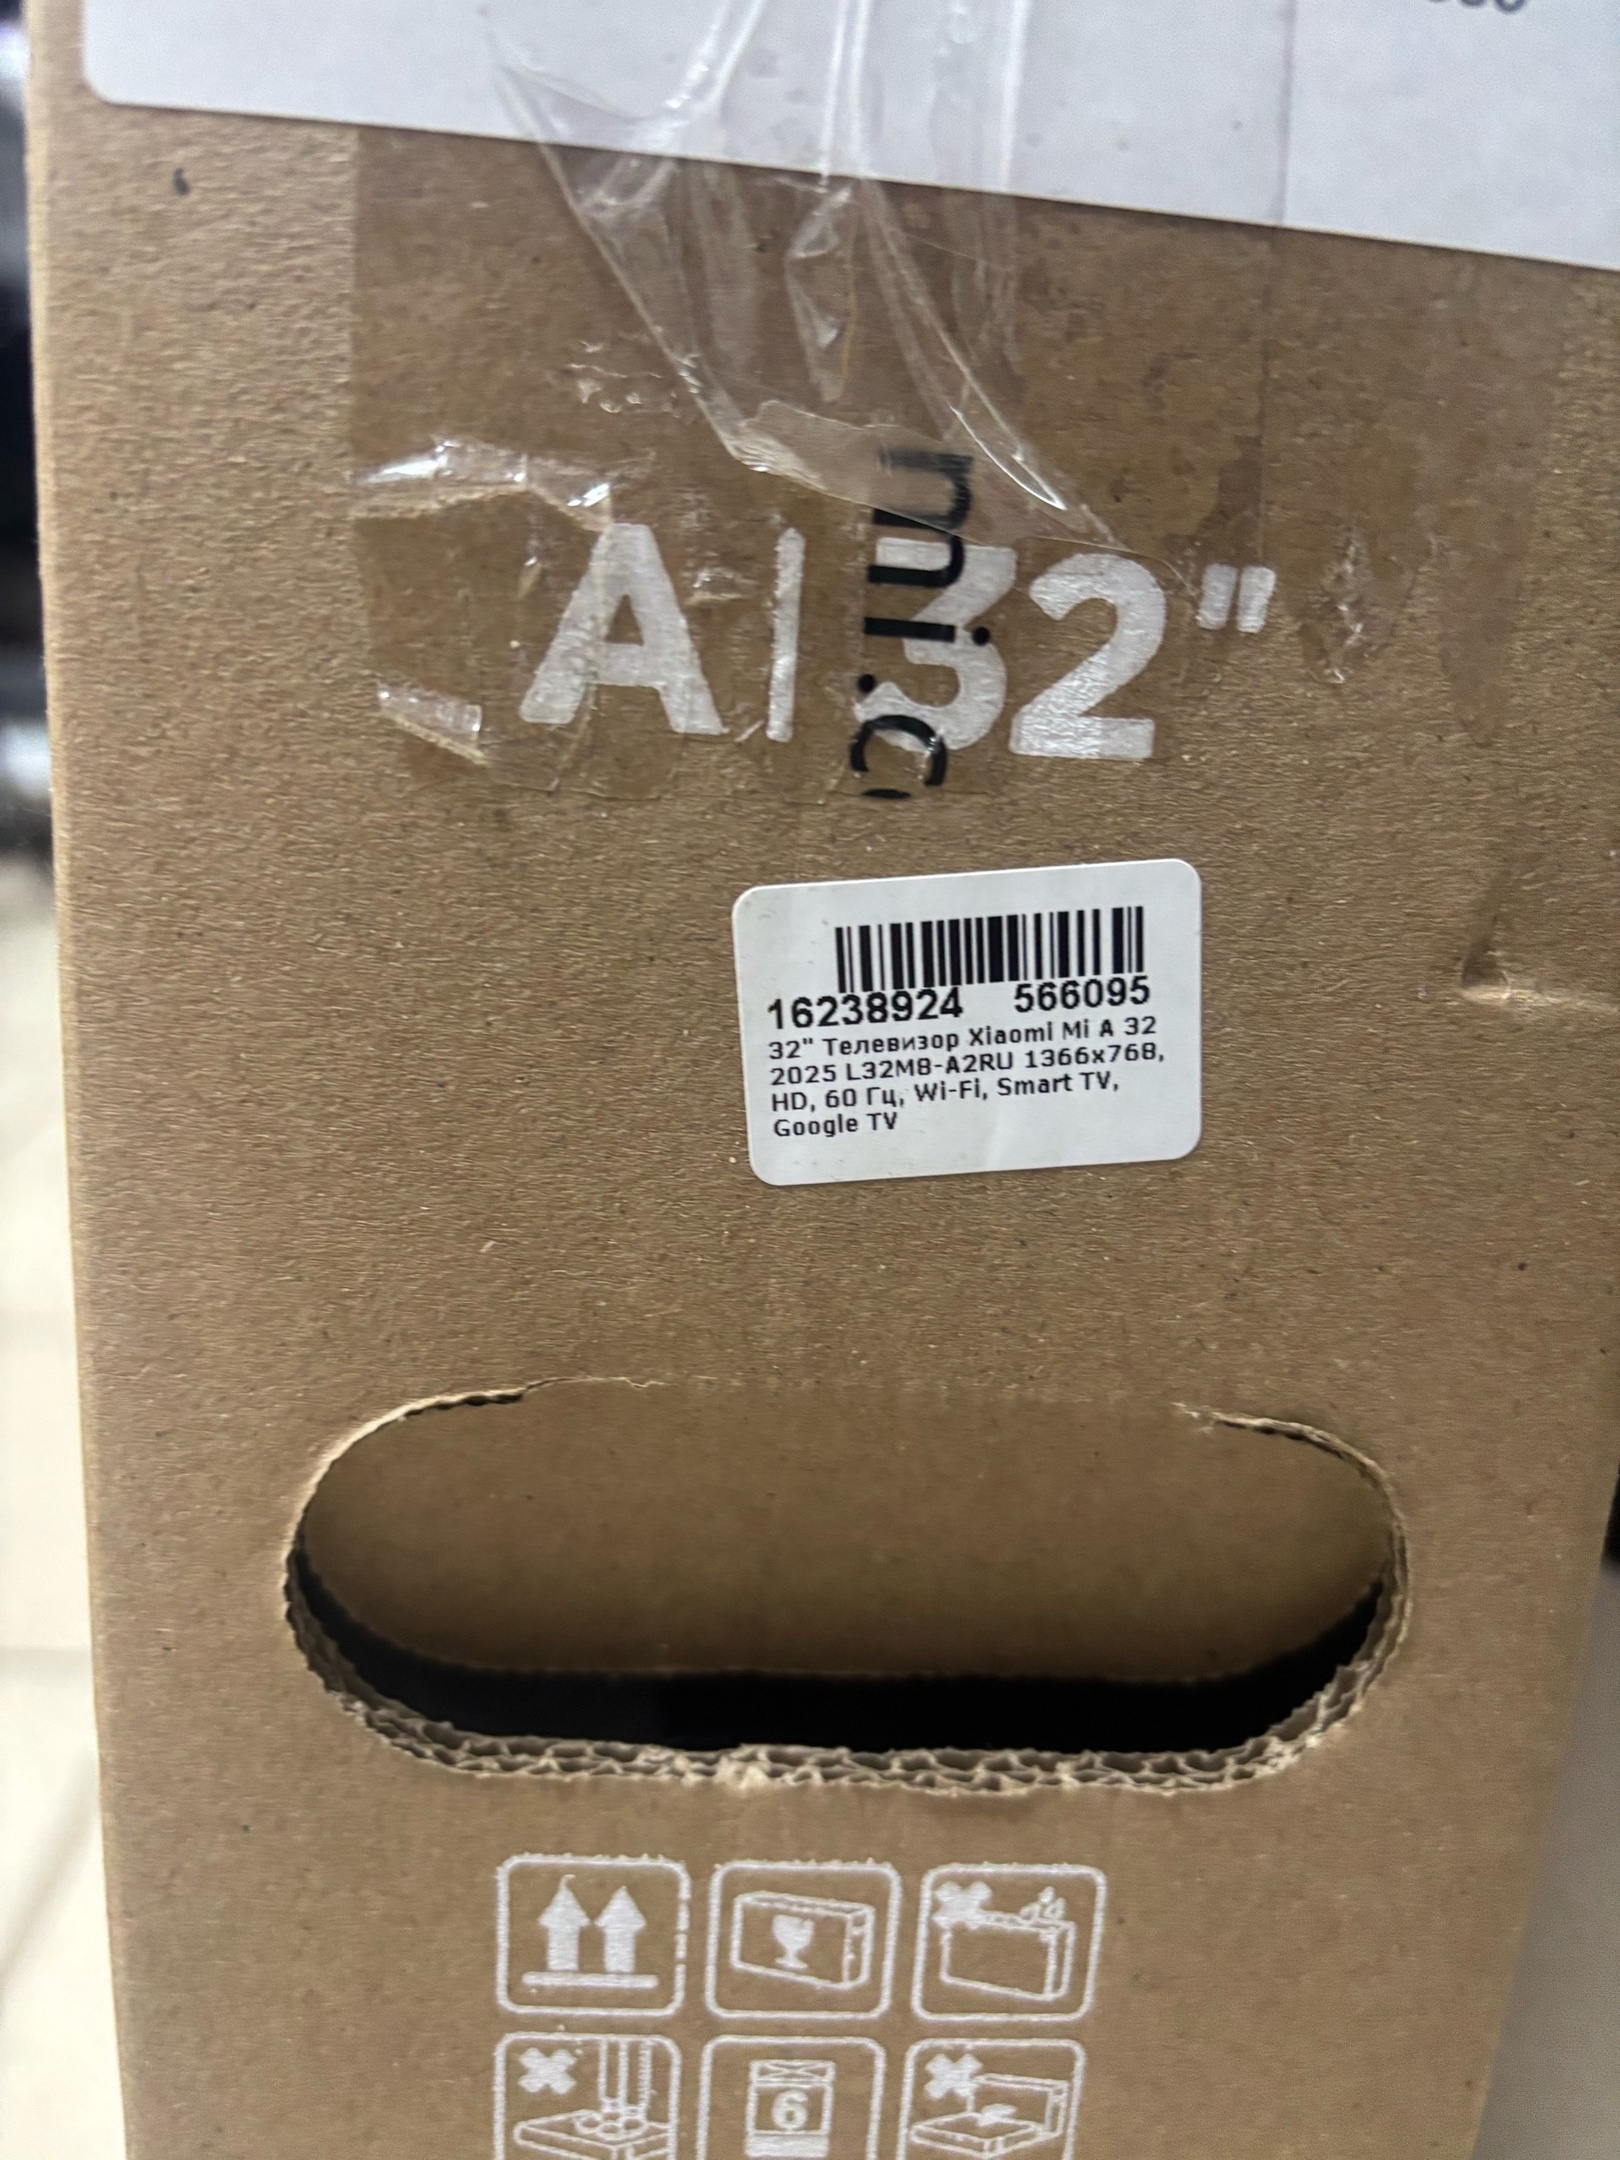 A | 32"
mi.c
16238924 566095
32" Телевизор Xiaomi Mi A 32
2025 L32M8-A2RU 1366x768,
HD, 60 Гц, Wi-Fi, Smart TV,
Google TV
6